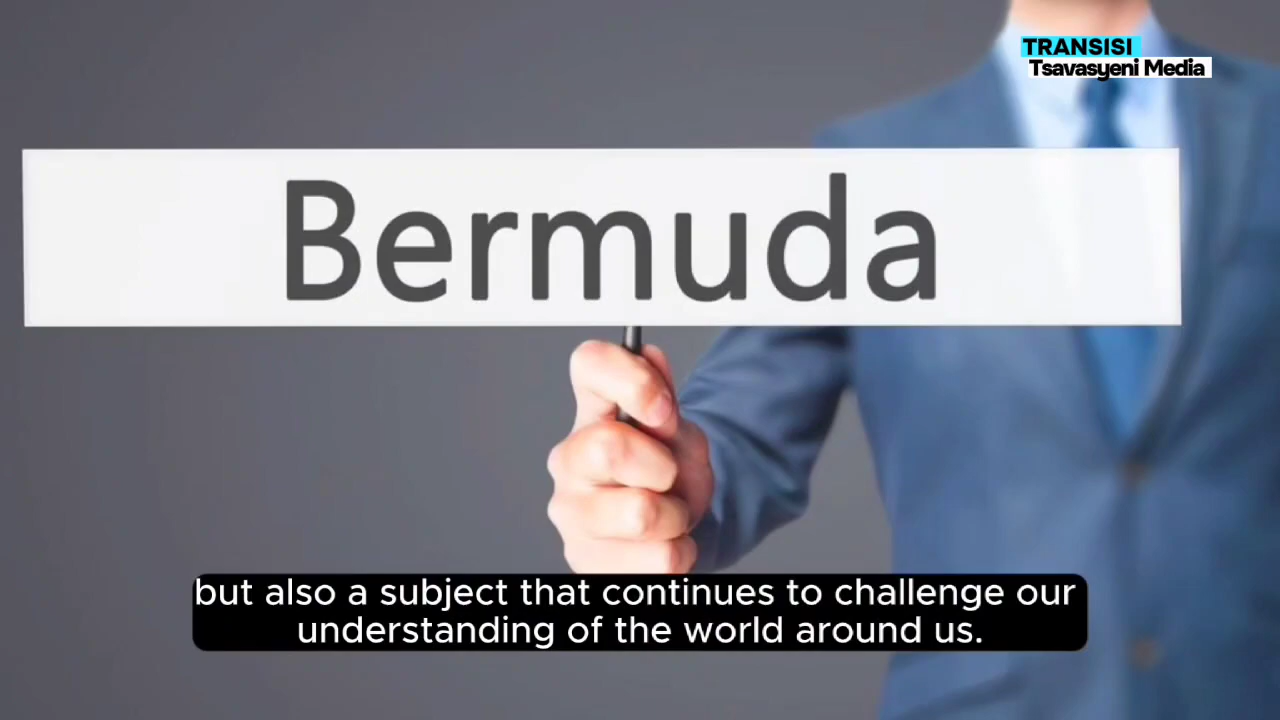 TRANSISI
Tsavasyeni Media
Bermuda
but also a subject that continues to challenge our
understanding of the world around us.